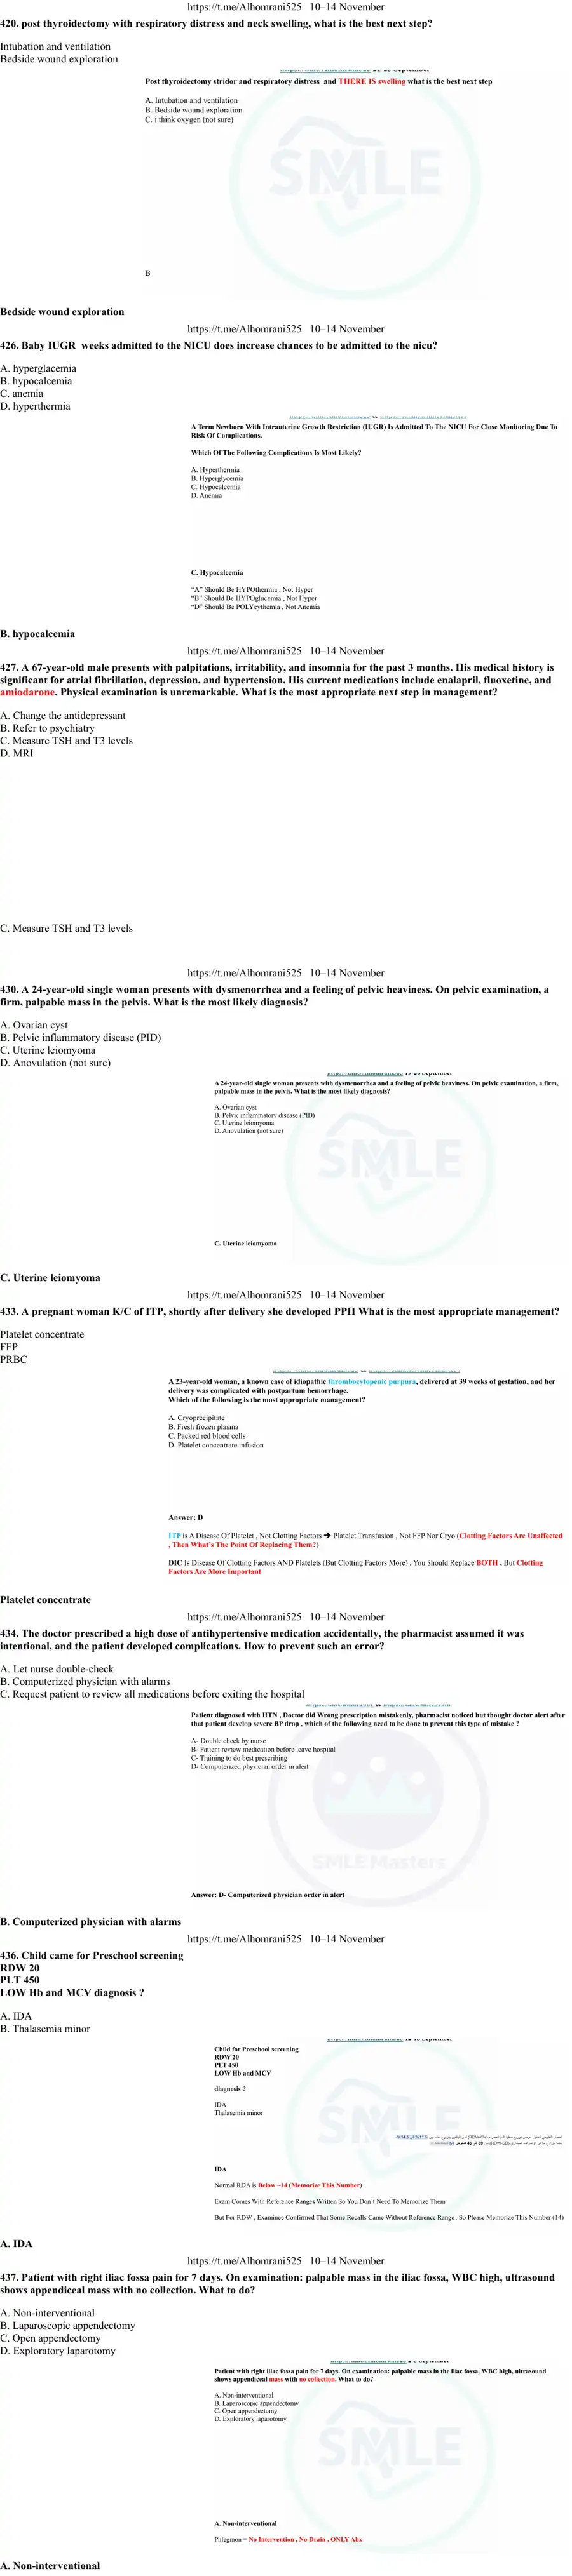 https://t.me/Alhomrani525 10–14 November
420. post thyroidectomy with respiratory distress and neck swelling, what is the best next step?
Intubation and ventilation
Bedside wound exploration
Post thyroidectomy stridor and respiratory distress and THERE IS swelling what is the best next step
A. Intubation and ventilation
B. Bedside wound exploration
C. i think oxygen (not sure)
SMLE
B
Bedside wound exploration
https://t.me/Alhomrani525 10–14 November
426. Baby IUGR weeks admitted to the NICU does increase chances to be admitted to the nicu?
A. hyperglacemia
B. hypocalcemia
C. anemia
D. hyperthermia
A Term Newborn With Intrauterine Growth Restriction (IUGR) Is Admitted To The NICU For Close Monitoring Due To
Risk Of Complications.
Which Of The Following Complications Is Most Likely?
A. Hyperthermia
B. Hyperglycemia
C. Hypocalcemia
D. Anemia
C. Hypocalcemia
“A” Should Be HYPOthermia , Not Hyper
“B” Should Be HYPOglucemia , Not Hyper
“D” Should Be POLYcythemia , Not Anemia
B. hypocalcemia
https://t.me/Alhomrani525 10–14 November
427. A 67-year-old male presents with palpitations, irritability, and insomnia for the past 3 months. His medical history is
significant for atrial fibrillation, depression, and hypertension. His current medications include enalapril, fluoxetine, and
amiodarone. Physical examination is unremarkable. What is the most appropriate next step in management?
A. Change the antidepressant
B. Refer to psychiatry
C. Measure TSH and T3 levels
D. MRI
C. Measure TSH and T3 levels
https://t.me/Alhomrani525 10–14 November
430. A 24-year-old single woman presents with dysmenorrhea and a feeling of pelvic heaviness. On pelvic examination, a
firm, palpable mass in the pelvis. What is the most likely diagnosis?
A. Ovarian cyst
B. Pelvic inflammatory disease (PID)
C. Uterine leiomyoma
D. Anovulation (not sure)
A 24-year-old single woman presents with dysmenorrhea and a feeling of pelvic heaviness. On pelvic examination, a firm,
palpable mass in the pelvis. What is the most likely diagnosis?
A. Ovarian cyst
B. Pelvic inflammatory disease (PID)
C. Uterine leiomyoma
D. Anovulation (not sure)
SMLE
C. Uterine leiomyoma
C. Uterine leiomyoma
https://t.me/Alhomrani525 10–14 November
433. A pregnant woman K/C of ITP, shortly after delivery she developed PPH What is the most appropriate management?
Platelet concentrate
FFP
PRBC
A 23-year-old woman, a known case of idiopathic thrombocytopenic purpura, delivered at 39 weeks of gestation, and her
delivery was complicated with postpartum hemorrhage.
Which of the following is the most appropriate management?
A. Cryoprecipitate
B. Fresh frozen plasma
C. Packed red blood cells
D. Platelet concentrate infusion
Answer: D
ITP is A Disease Of Platelet , Not Clotting Factors ➔ Platelet Transfusion , Not FFP Nor Cryo (Clotting Factors Are Unaffected
, Then What's The Point Of Replacing Them?)
DIC Is Disease Of Clotting Factors AND Platelets (But Clotting Factors More) , You Should Replace BOTH , But Clotting
Factors Are More Important
Platelet concentrate
https://t.me/Alhomrani525 10–14 November
434. The doctor prescribed a high dose of antihypertensive medication accidentally, the pharmacist assumed it was
intentional, and the patient developed complications. How to prevent such an error?
A. Let nurse double-check
B. Computerized physician with alarms
C. Request patient to review all medications before exiting the hospital
Patient diagnosed with HTN , Doctor did Wrong prescription mistakenly, pharmacist noticed but thought doctor alert after
that patient develop severe BP drop , which of the following need to be done to prevent this type of mistake ?
A- Double check by nurse
B- Patient review medication before leave hospital
C- Training to do best prescribing
D- Computerized physician order in alert
SMLE Masters
Answer: D- Computerized physician order in alert
B. Computerized physician with alarms
https://t.me/Alhomrani525 10–14 November
436. Child came for Preschool screening
RDW 20
PLT 450
LOW Hb and MCV diagnosis ?
A. IDA
B. Thalasemia minor
Child for Preschool screening
RDW 20
PLT 450
LOW Hb and MCV
diagnosis ?
IDA
Thalasemia minor
IDA
Normal RDA is Below ~14 (Memorize This Number)
Exam Comes With Reference Ranges Written So You Don't Need To Memorize Them
But For RDW , Examinee Confirmed That Some Recalls Came Without Reference Range . So Please Memorize This Number (14)
A. IDA
https://t.me/Alhomrani525 10–14 November
437. Patient with right iliac fossa pain for 7 days. On examination: palpable mass in the iliac fossa, WBC high, ultrasound
shows appendiceal mass with no collection. What to do?
A. Non-interventional
B. Laparoscopic appendectomy
C. Open appendectomy
D. Exploratory laparotomy
Patient with right iliac fossa pain for 7 days. On examination: palpable mass in the iliac fossa, WBC high, ultrasound
shows appendiceal mass with no collection. What to do?
A. Non-interventional
B. Laparoscopic appendectomy
C. Open appendectomy
D. Exploratory laparotomy
SMLE
A. Non-interventional
Phlegmon = No Intervention , No Drain , ONLY Abx
A. Non-interventional